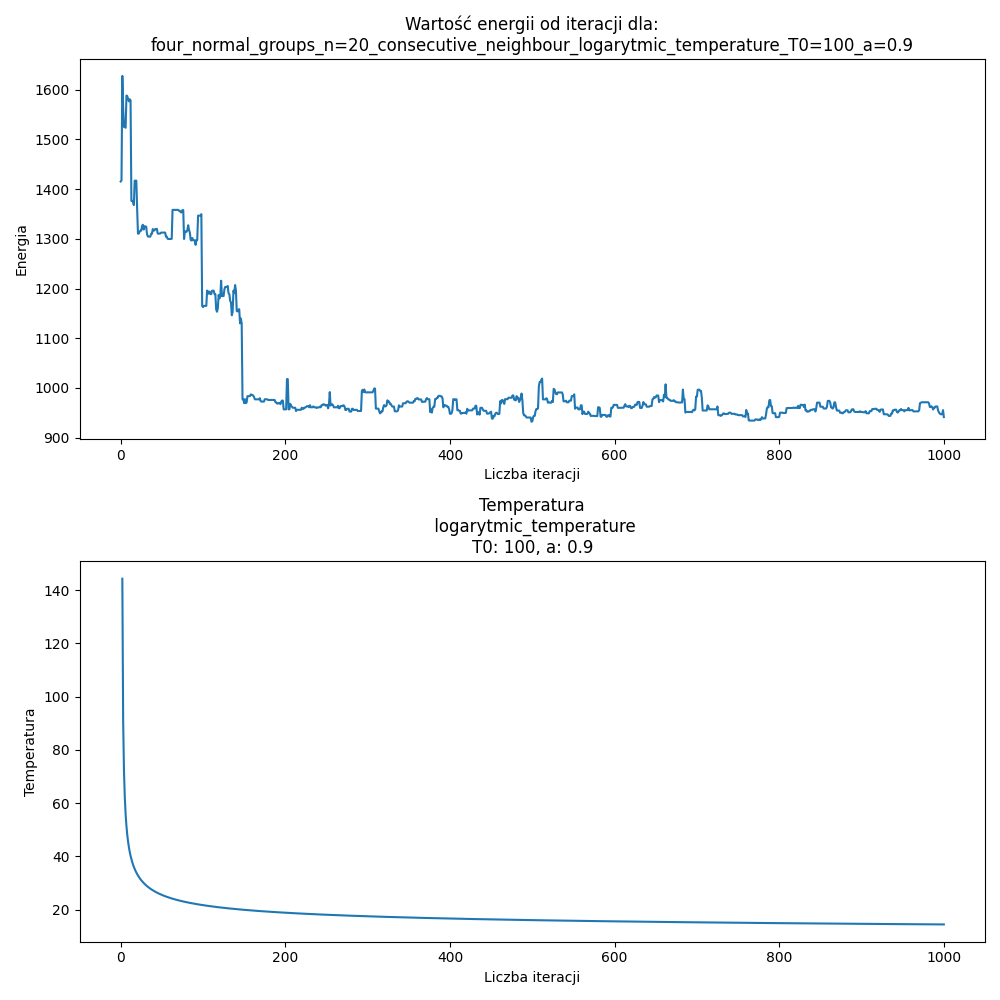 Wartość energii od iteracji dla:
four_normal_groups_n=20_consecutive_neighbour_logarytmic_temperature_T0=100_a=0.9
1600
1500
1400
1300
1200
1100
1000
900
Energia
0 200 400 600 800 1000
Liczba iteracji
Temperatura
logarytmic_temperature
T0: 100, a: 0.9
140
120
100
80
60
40
20
Temperatura
0 200 400 600 800 1000
Liczba iteracji